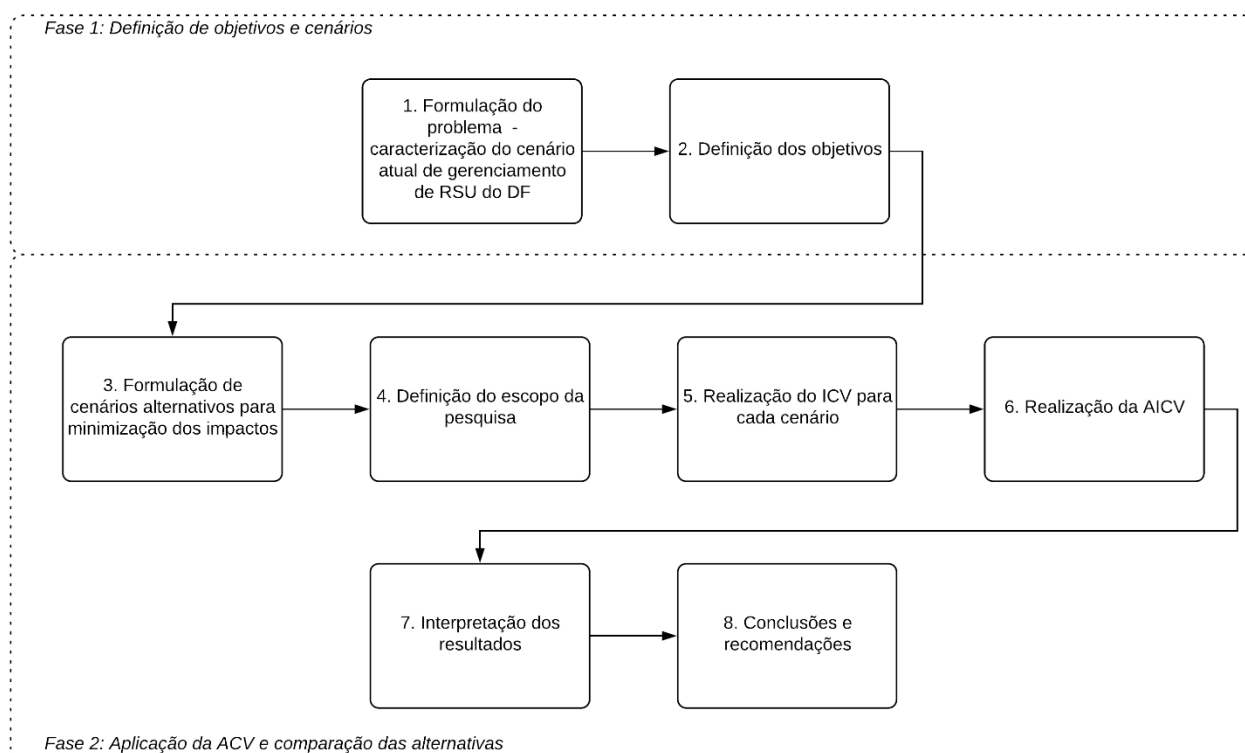 Fase 1: Definição de objetivos e cenários
1. Formulação do
problema -
caracterização do cenário
atual de gerenciamento
de RSU do DF
2. Definição dos objetivos
3. Formulação de
cenários alternativos para
minimização dos impactos
4. Definição do escopo da
pesquisa
5. Realização do ICV para
cada cenário
6. Realização da AICV
7. Interpretação dos
resultados
8. Conclusões e
recomendações
Fase 2: Aplicação da ACV e comparação das alternativas